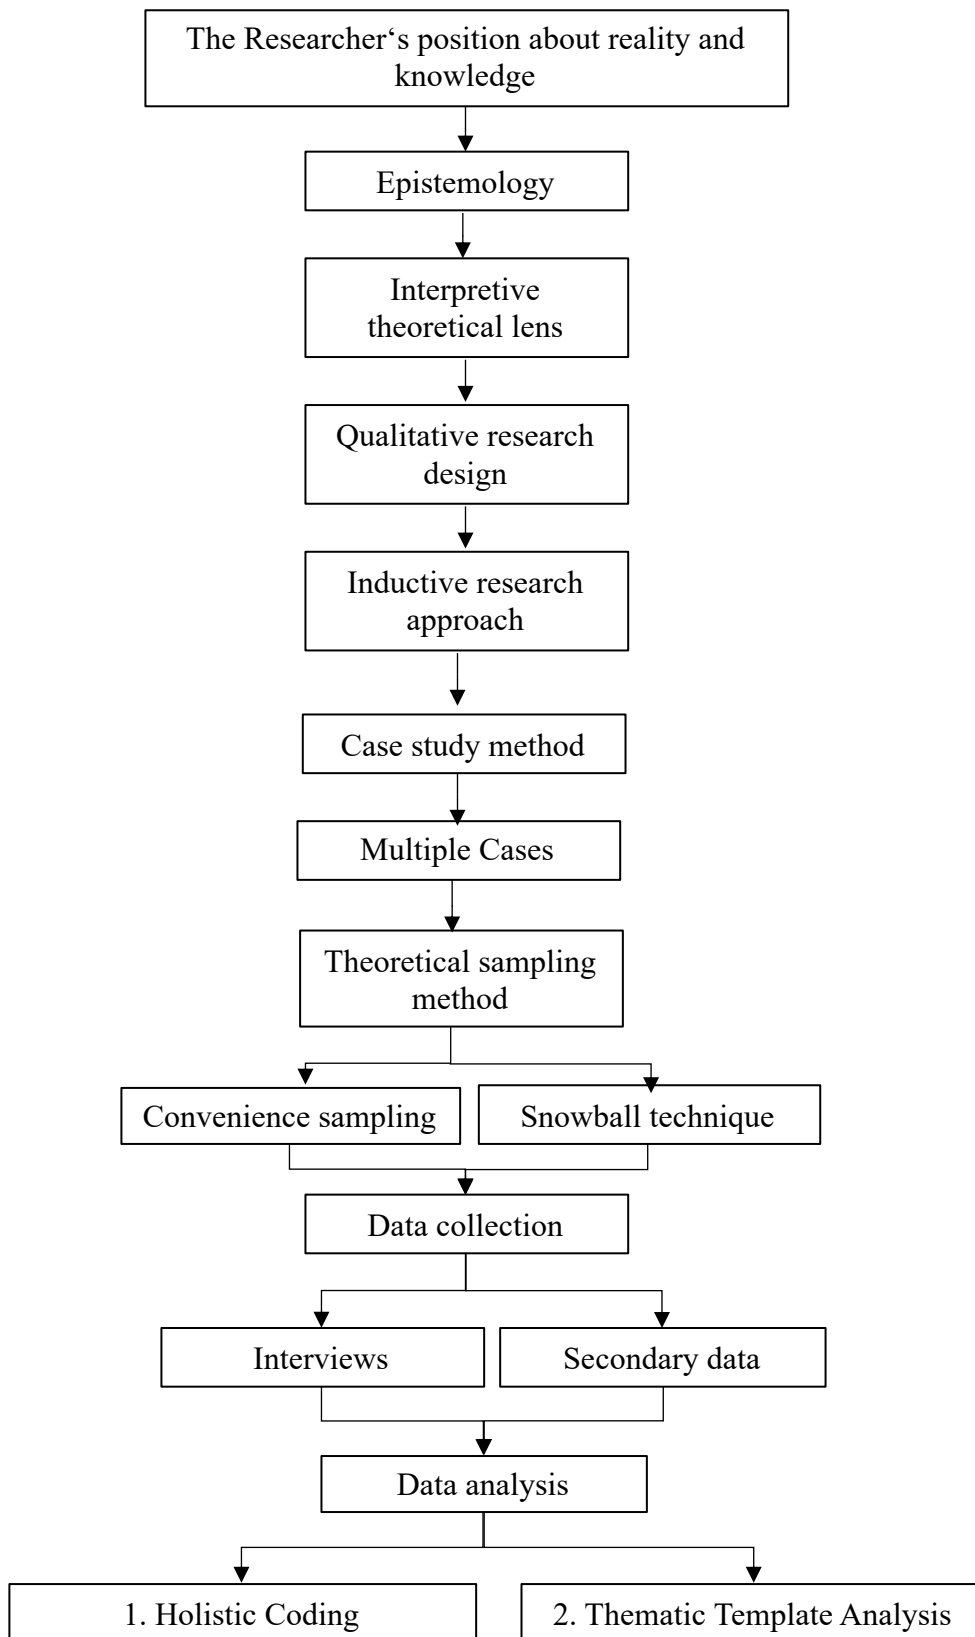 The Researcher‘s position about reality and
knowledge
Epistemology
Interpretive
theoretical lens
Qualitative research
design
Inductive research
approach
Case study method
Multiple Cases
Theoretical sampling
method
Convenience sampling
Snowball technique
Data collection
Interviews
Secondary data
Data analysis
1. Holistic Coding
2. Thematic Template Analysis